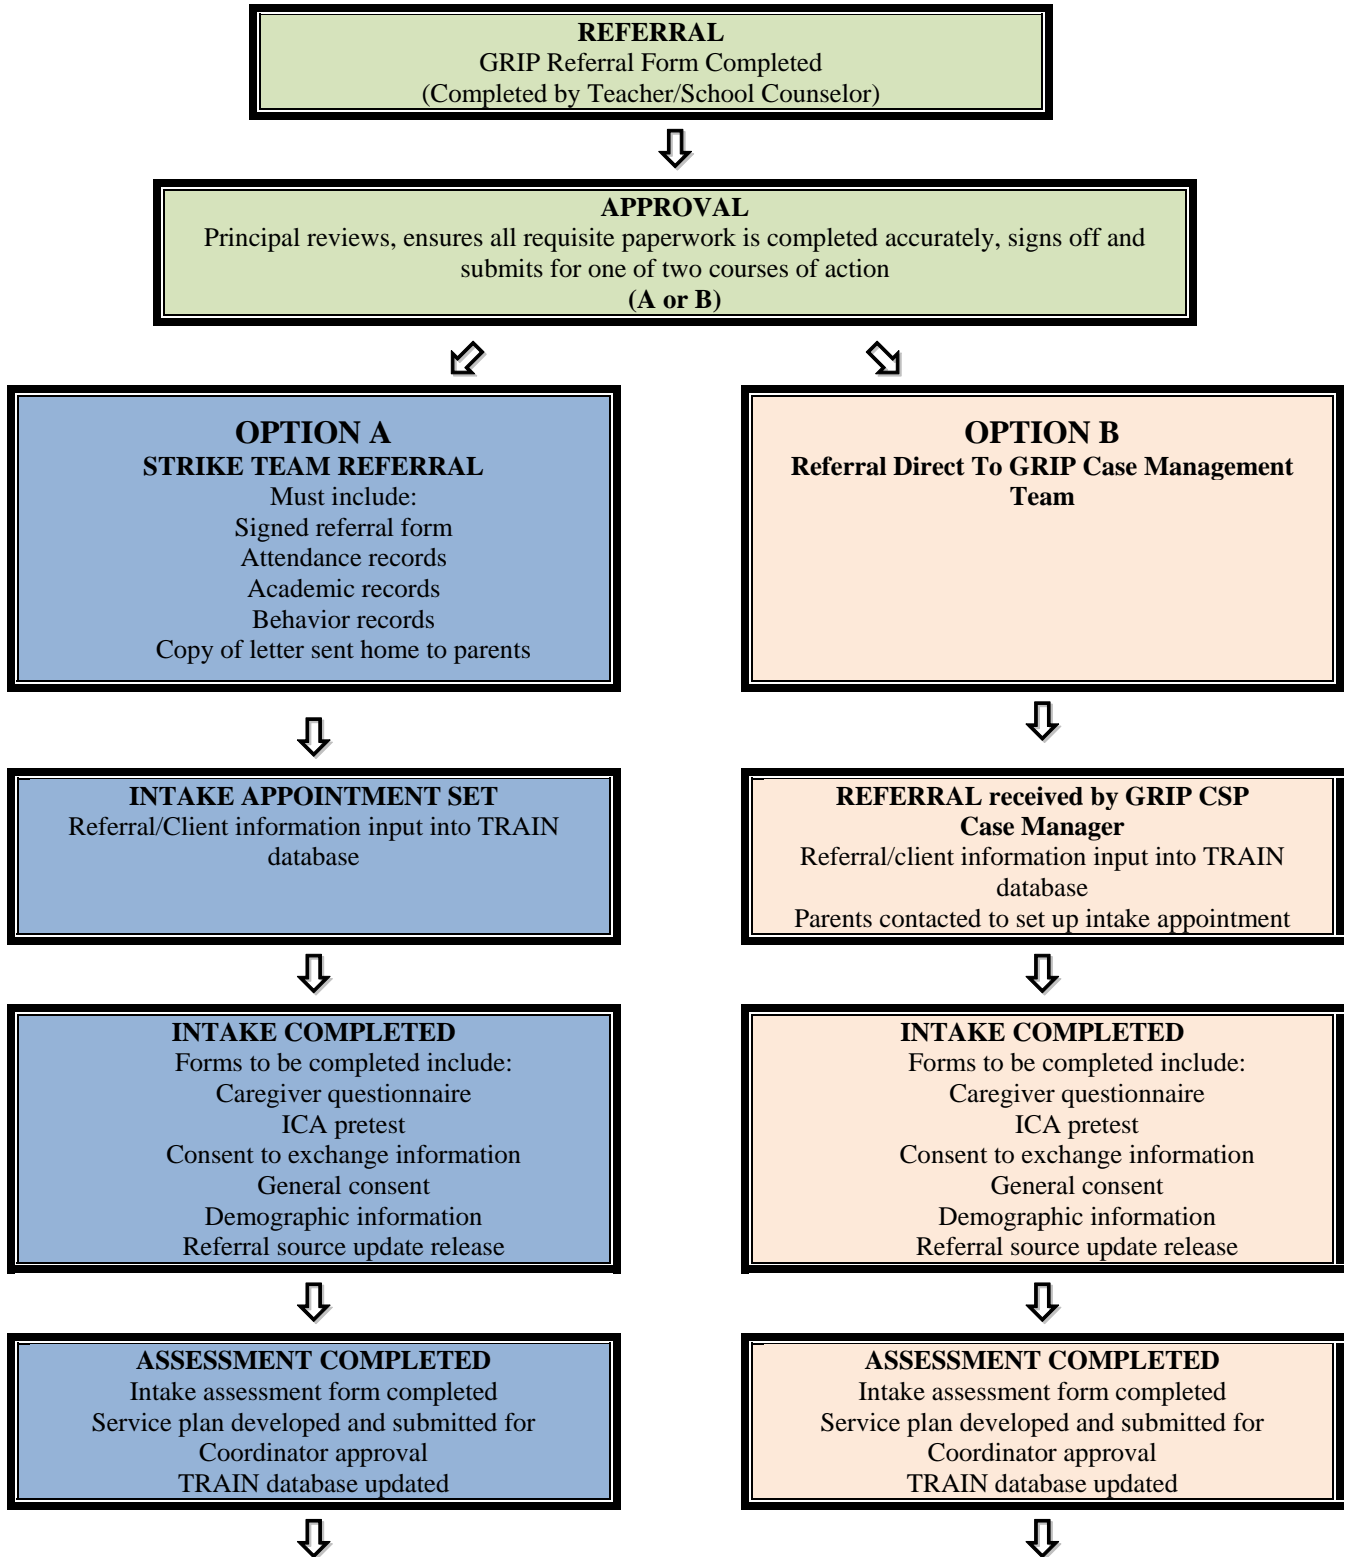 REFERRAL
GRIP Referral Form Completed
(Completed by Teacher/School Counselor)
APPROVAL
Principal reviews, ensures all requisite paperwork is completed accurately, signs off and
submits for one of two courses of action
(A or B)
OPTION A
STRIKE TEAM REFERRAL
Must include:
Signed referral form
Attendance records
Academic records
Behavior records
Copy of letter sent home to parents
OPTION B
Referral Direct To GRIP Case Management
Team
INTAKE APPOINTMENT SET
Referral/Client information input into TRAIN
database
REFERRAL received by GRIP CSP
Case Manager
Referral/client information input into TRAIN
database
Parents contacted to set up intake appointment
INTAKE COMPLETED
Forms to be completed include:
Caregiver questionnaire
ICA pretest
Consent to exchange information
General consent
Demographic information
Referral source update release
INTAKE COMPLETED
Forms to be completed include:
Caregiver questionnaire
ICA pretest
Consent to exchange information
General consent
Demographic information
Referral source update release
ASSESSMENT COMPLETED
Intake assessment form completed
Service plan developed and submitted for
Coordinator approval
TRAIN database updated
ASSESSMENT COMPLETED
Intake assessment form completed
Service plan developed and submitted for
Coordinator approval
TRAIN database updated